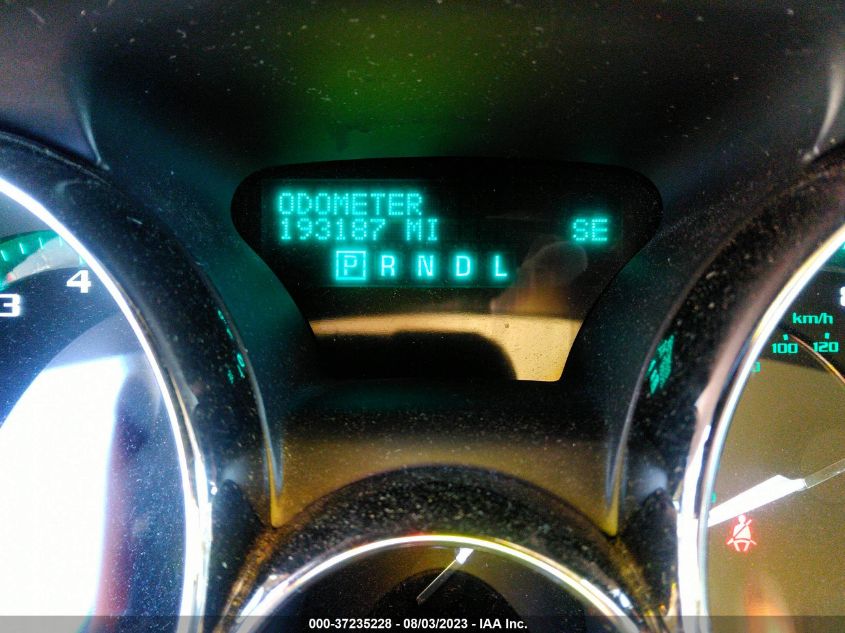 ODOMETER
193187 MI SE
P R N D L
3 4
km/h
100 120
000-37235228 - 08/03/2023 - IAA Inc.